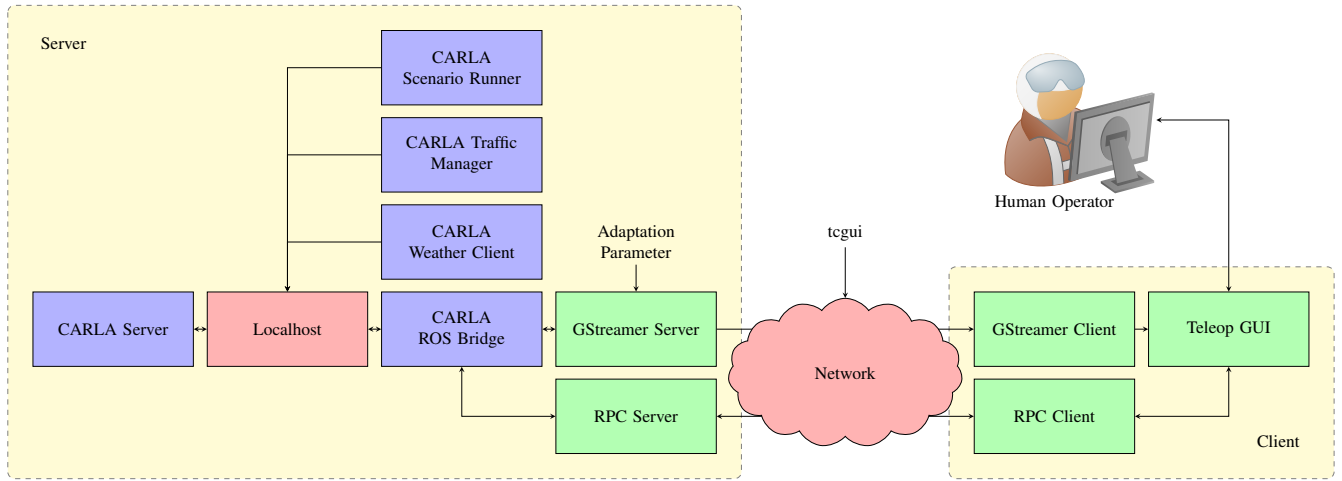 Server
CARLA
Scenario Runner
CARLA Traffic
Manager
CARLA
Weather Client
Adaptation
Parameter
tcgui
Human Operator
CARLA Server
Localhost
CARLA
ROS Bridge
GStreamer Server
Network
GStreamer Client
Teleop GUI
RPC Server
RPC Client
Client